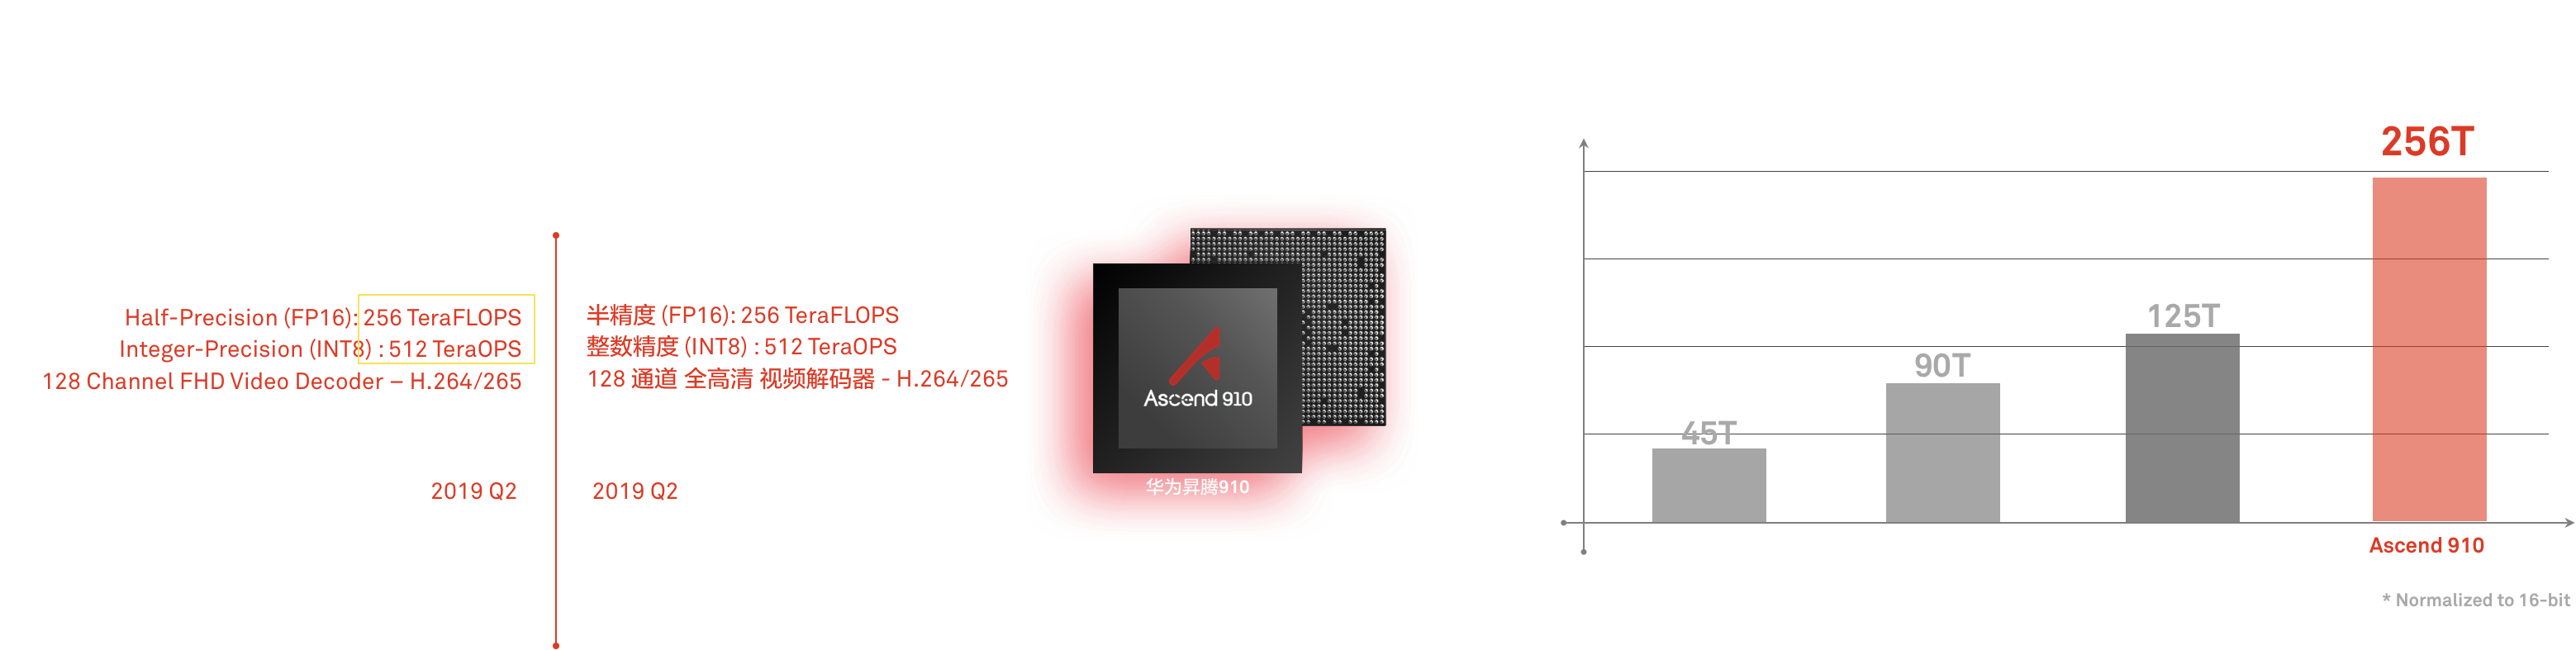 Half-Precision (FP16): 256 TeraFLOPS
Integer-Precision (INT8) : 512 TeraOPS
128 Channel FHD Video Decoder – H.264/265
2019 Q2
半精度 (FP16): 256 TeraFLOPS
整数精度 (INT8) : 512 TeraOPS
128 通道 全高清 视频解码器 - H.264/265
2019 Q2
Ascend 910
华为昇腾910
45T
90T
125T
256T
Ascend 910
* Normalized to 16-bit